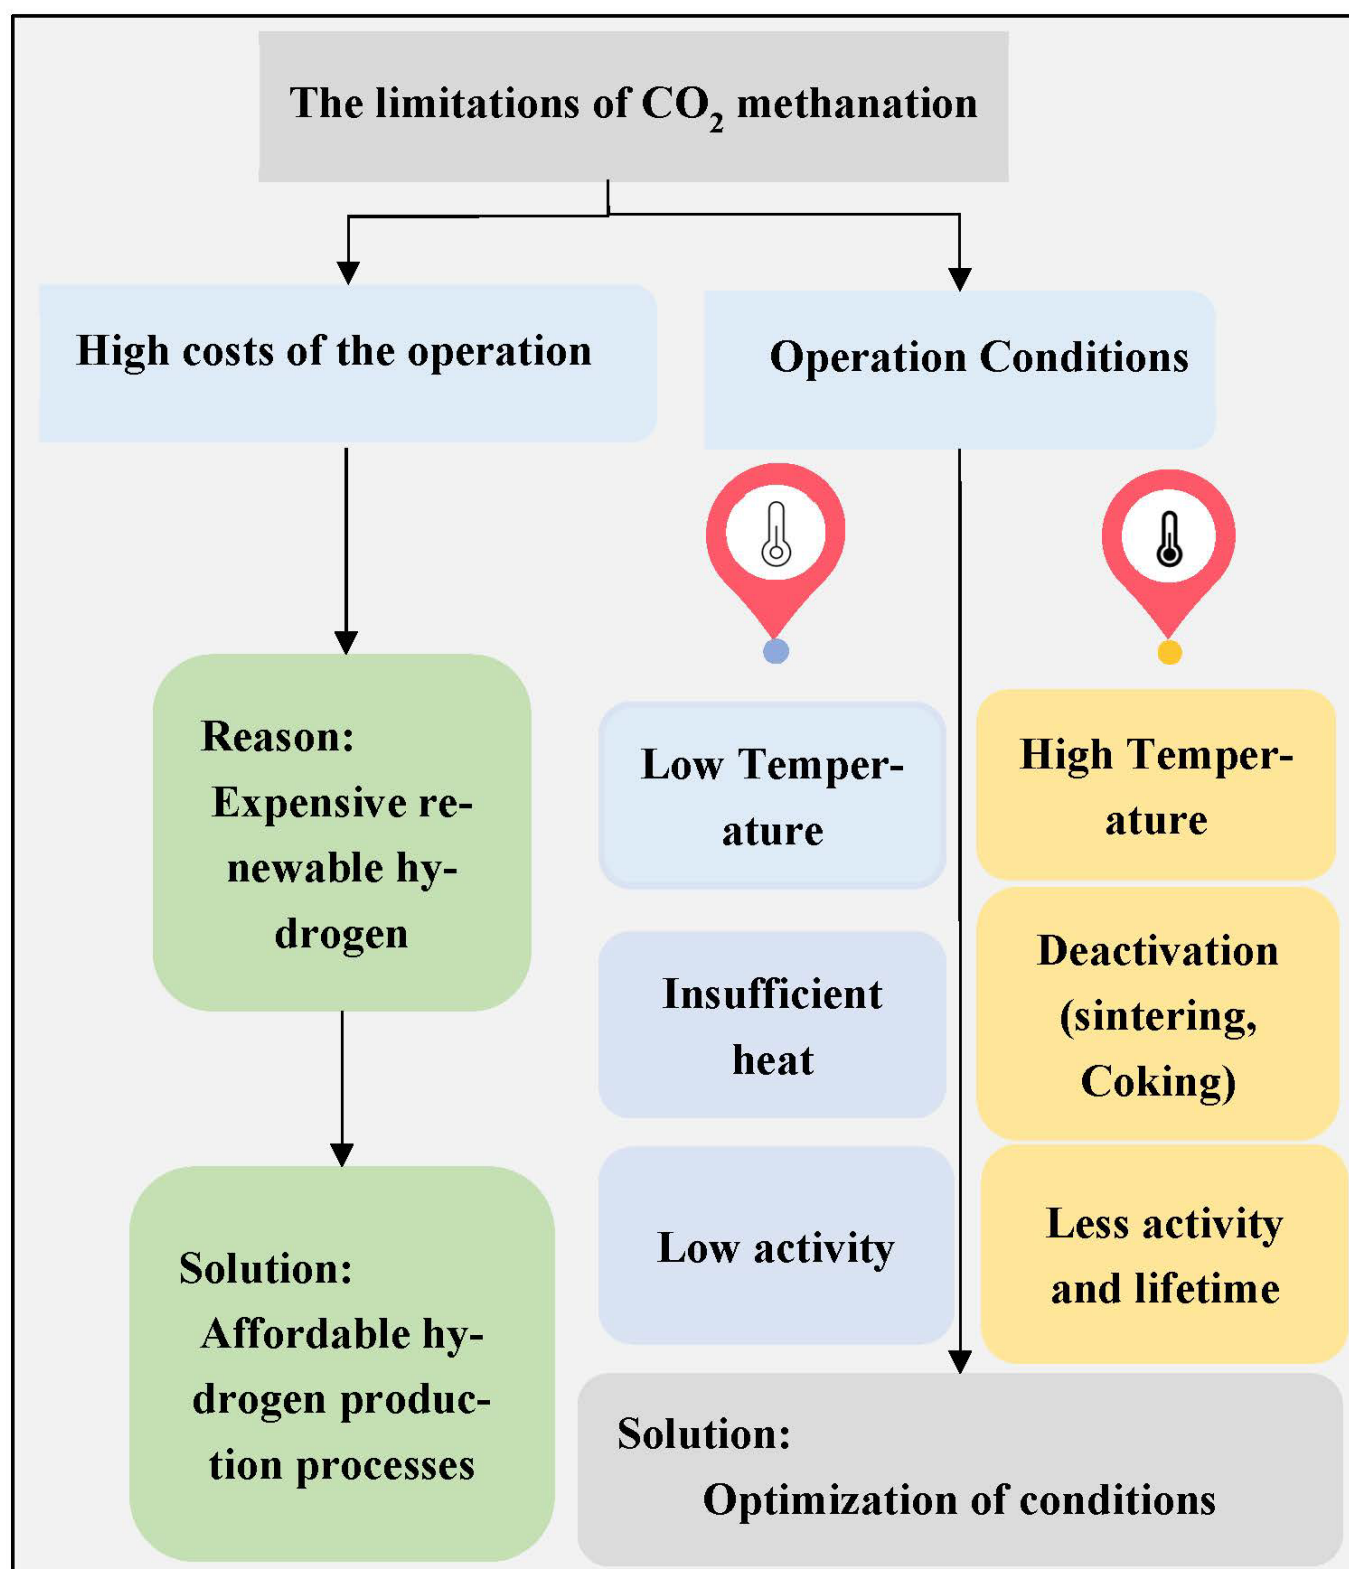 The limitations of CO₂ methanation
High costs of the operation
Operation Conditions
Reason:
Expensive re-
newable hy-
drogen
Solution:
Affordable hy-
drogen produc-
tion processes
Low Temper-
ature
Insufficient
heat
Low activity
High Temper-
ature
Deactivation
(sintering,
Coking)
Less activity
and lifetime
Solution:
Optimization of conditions